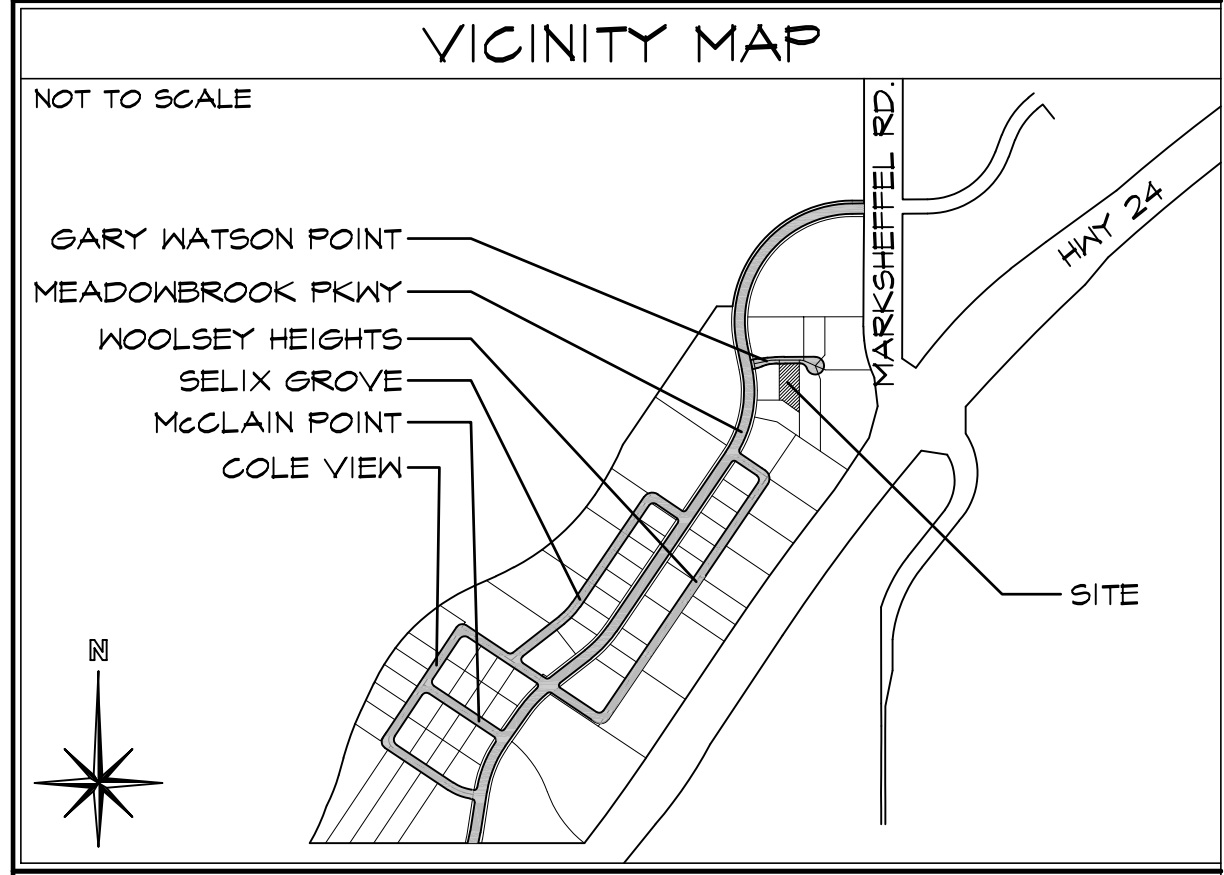 VICINITY MAP
NOT TO SCALE
MARKSHEFFEL RD.
HWY 24
GARY WATSON POINT
MEADOWBROOK PKWY
WOOLSEY HEIGHTS
SELIX GROVE
McCLAIN POINT
COLE VIEW
SITE
N